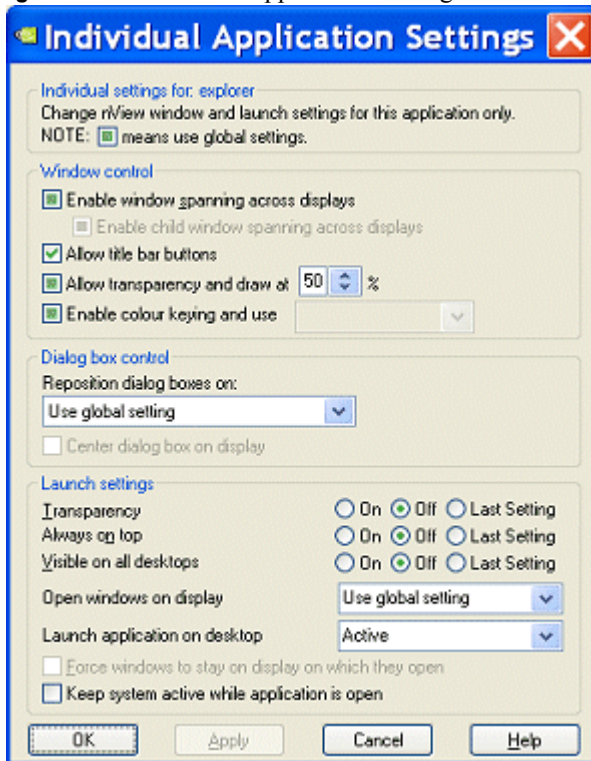 Individual Application Settings
Individual settings for: explorer
Change nView window and launch settings for this application only.
NOTE: means use global settings.
Window control
Enable window spanning across displays
Enable child window spanning across displays
Allow title bar buttons
Allow transparency and draw at 50 %
Enable colour keying and use
Dialog box control
Reposition dialog boxes on:
Use global setting
Center dialog box on display
Launch settings
Transparency On Off Last Setting
Always on top On Off Last Setting
Visible on all desktops On Off Last Setting
Open windows on display Use global setting
Launch application on desktop Active
Force windows to stay on display on which they open
Keep system active while application is open
OK Apply Cancel Help